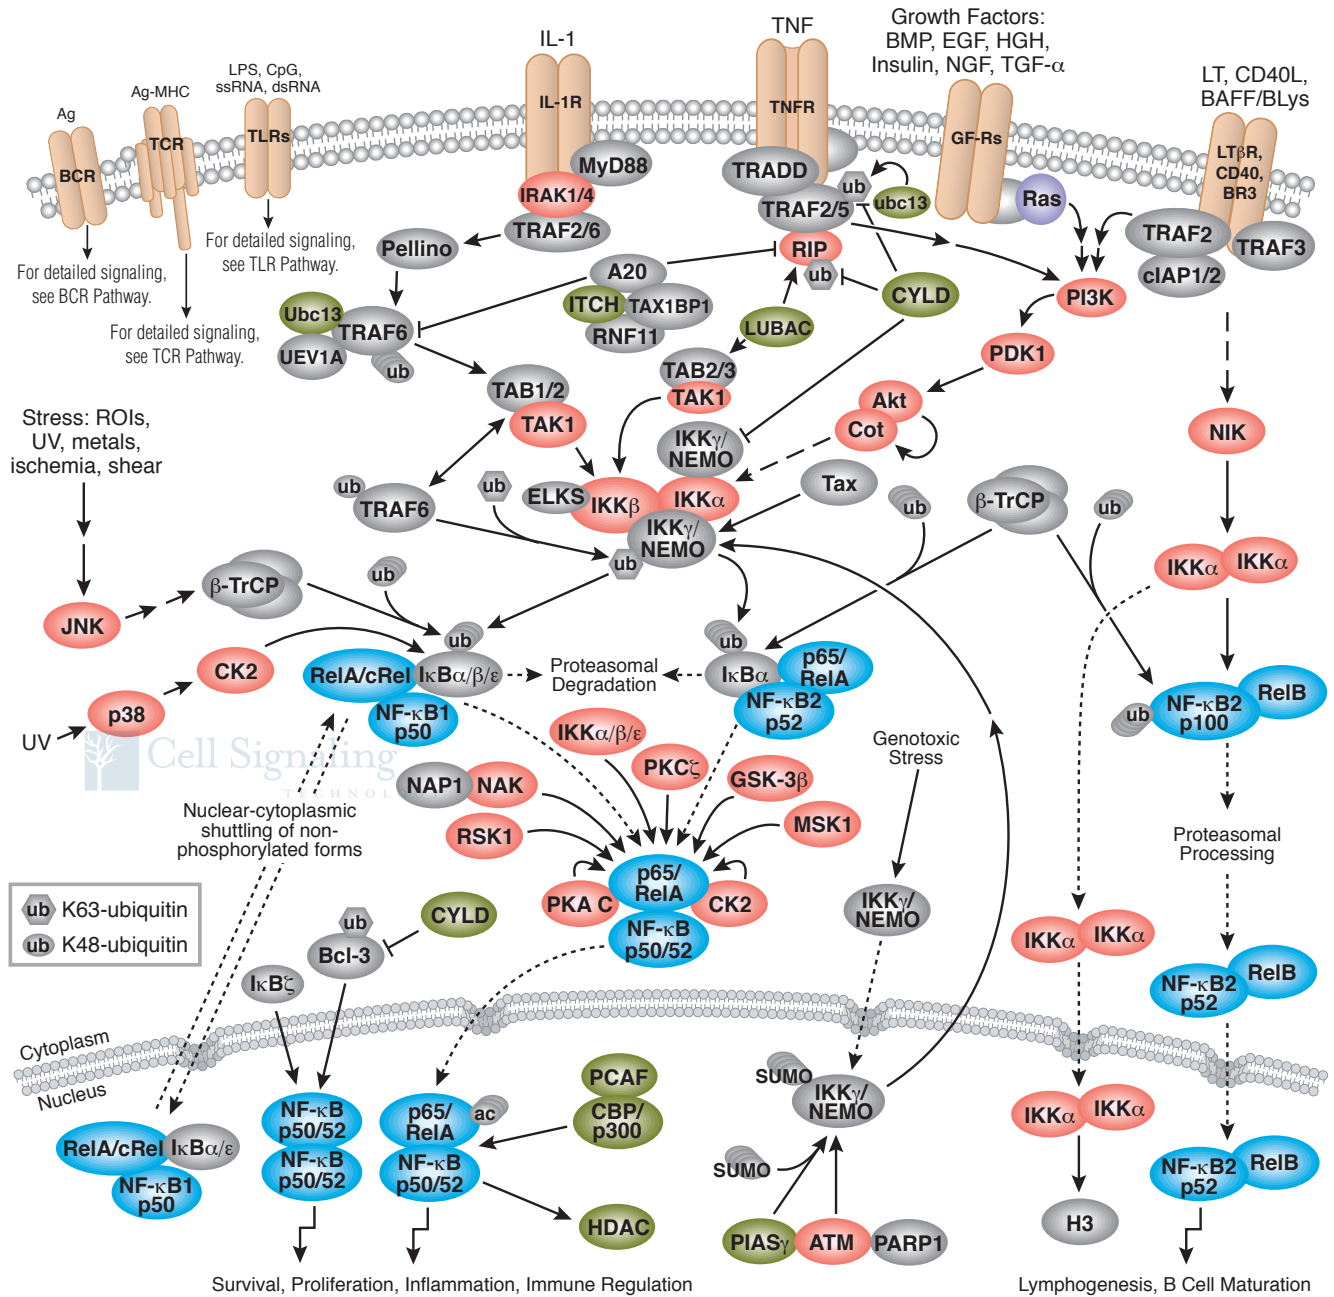 Growth Factors:
BMP, EGF, HGH,
Insulin, NGF, TGF-α
TNF
IL-1
LT, CD40L,
BAFF/BLys
LPS, CpG,
ssRNA, dsRNA
Ag-MHC
Ag
BCR
TCR
TLRs
IL-1R
TNFR
GF-Rs
LTβR,
CD40,
BR3
MyD88
IRAK1/4
TRAF2/6
TRADD
TRAF2/5
ub
ubc13
RIP
ub
Ras
TRAF2
TRAF3
cIAP1/2
For detailed signaling,
see BCR Pathway.
For detailed signaling,
see TLR Pathway.
For detailed signaling,
see TCR Pathway.
Pellino
Ubc13
TRAF6
UEV1A
ub
A20
ITCH
TAX1BP1
RNF11
LUBAC
CYLD
PI3K
PDK1
Akt
Cot
TAB1/2
TAK1
TAB2/3
TAK1
NIK
Stress: ROIs,
UV, metals,
ischemia, shear
IKKγ/
NEMO
ub
TRAF6
ub
ELKS
IKKβ
IKKα
IKKγ/
NEMO
ub
Tax
ub
β-TrCP
ub
IKKα
IKKα
JNK
β-TrCP
ub
CK2
p38
UV
ub
RelA/cRel
IκBα/β/ε
NF-κB1
p50
Proteasomal
Degradation
ub
IκBα
p65/
RelA
NF-κB2
p52
RelB
NF-κB2
p100
ub
Cell Signaling
TECHNOLO
IKKα/β/ε
PKCζ
GSK-3β
MSK1
NAP1
NAK
RSK1
PKA C
p65/
RelA
CK2
NF-κB
p50/52
Genotoxic
Stress
IKKγ/
NEMO
Nuclear-cytoplasmic
shuttling of non-
phosphorylated forms
Proteasomal
Processing
ub
K63-ubiquitin
ub
K48-ubiquitin
ub
Bcl-3
CYLD
IκBζ
IKKα
IKKα
NF-κB2
p52
RelB
Cytoplasm
Nucleus
RelA/cRel
IκBα/ε
NF-κB1
p50
NF-κB
p50/52
NF-κB
p50/52
p65/
RelA
ac
NF-κB
p50/52
PCAF
CBP/
p300
HDAC
SUMO
IKKγ/
NEMO
SUMO
PIASγ
ATM
PARP1
IKKα
IKKα
H3
NF-κB2
p52
RelB
Survival, Proliferation, Inflammation, Immune Regulation
Lymphogenesis, B Cell Maturation